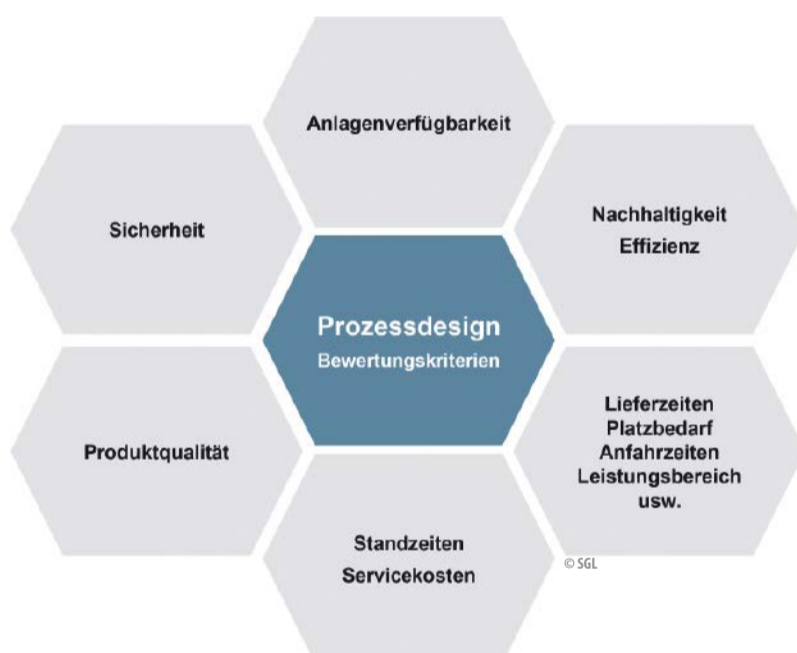 Anlagenverfügbarkeit
Sicherheit
Nachhaltigkeit
Effizienz
Prozessdesign
Bewertungskriterien
Produktqualität
Lieferzeiten
Platzbedarf
Anfahrzeiten
Leistungsbereich
usw.
Standzeiten
Servicekosten
© SGL